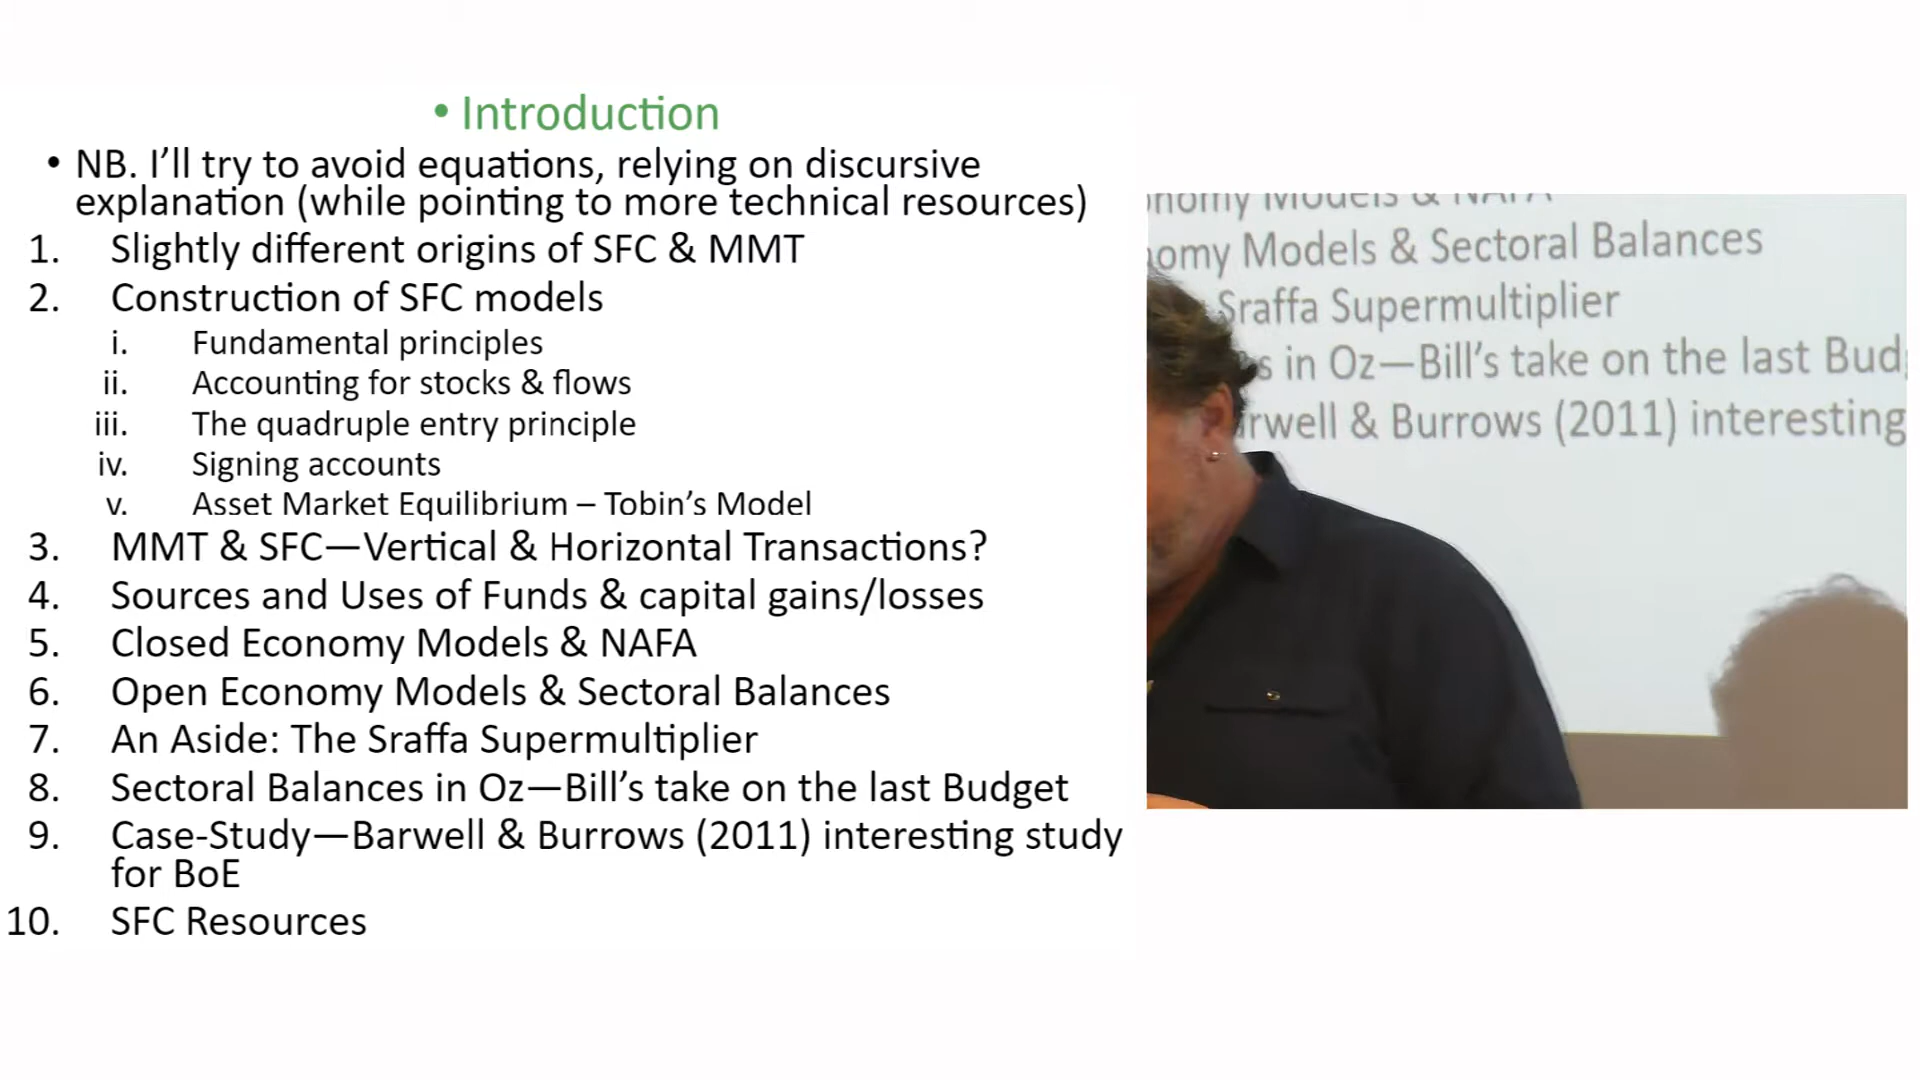 • Introduction
• NB. I’ll try to avoid equations, relying on discursive
explanation (while pointing to more technical resources)
1. Slightly different origins of SFC & MMT
2. Construction of SFC models
i. Fundamental principles
ii. Accounting for stocks & flows
iii. The quadruple entry principle
iv. Signing accounts
v. Asset Market Equilibrium – Tobin’s Model
3. MMT & SFC—Vertical & Horizontal Transactions?
4. Sources and Uses of Funds & capital gains/losses
5. Closed Economy Models & NAFA
6. Open Economy Models & Sectoral Balances
7. An Aside: The Sraffa Supermultiplier
8. Sectoral Balances in Oz—Bill’s take on the last Budget
9. Case-Study—Barwell & Burrows (2011) interesting study
for BoE
10. SFC Resources
nomy Models & NAFA
omy Models & Sectoral Balances
Sraffa Supermultiplier
s in Oz—Bill’s take on the last Bud
rwell & Burrows (2011) interesting